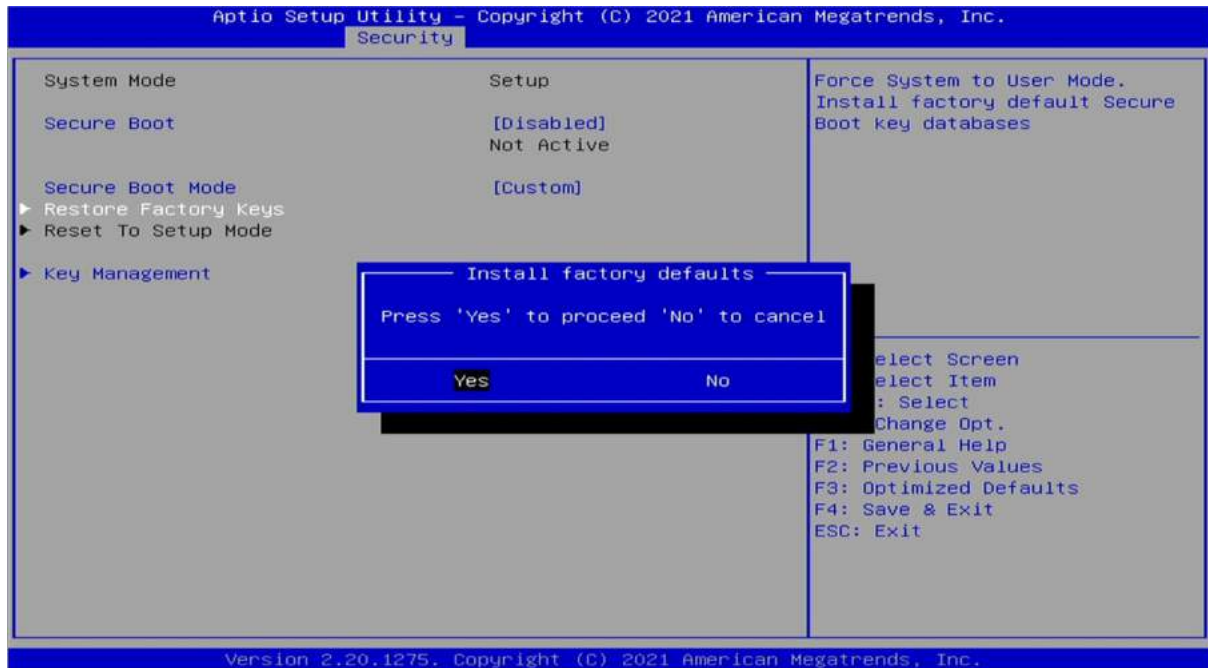 Aptio Setup Utility – Copyright (C) 2021 American Megatrends, Inc.
Security
System Mode Setup
Secure Boot [Disabled]
Not Active
Secure Boot Mode [Custom]
► Restore Factory Keys
► Reset To Setup Mode
► Key Management
Force System to User Mode.
Install factory default Secure
Boot key databases
Install factory defaults
Press 'Yes' to proceed 'No' to cancel
Yes No
elect Screen
elect Item
: Select
Change Opt.
F1: General Help
F2: Previous Values
F3: Optimized Defaults
F4: Save & Exit
ESC: Exit
Version 2.20.1275. Copyright (C) 2021 American Megatrends, Inc.